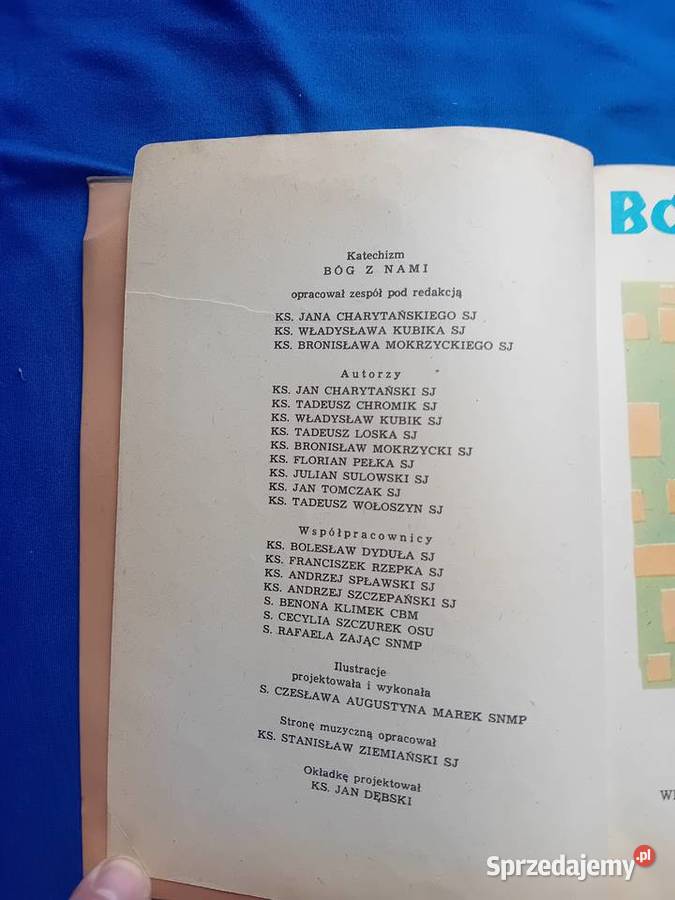 Katechizm
BÓG Z NAMI
opracował zespół pod redakcją
KS. JANA CHARYTAŃSKIEGO SJ
KS. WŁADYSŁAWA KUBIKA SJ
KS. BRONISŁAWA MOKRZYCKIEGO SJ
Autorzy
KS. JAN CHARYTAŃSKI SJ
KS. TADEUSZ CHROMIK SJ
KS. WŁADYSŁAW KUBIK SJ
KS. TADEUSZ LOSKA SJ
KS. BRONISŁAW MOKRZYCKI SJ
KS. FLORIAN PEŁKA SJ
KS. JULIAN SULOWSKI SJ
KS. JAN TOMCZAK SJ
KS. TADEUSZ WOŁOSZYN SJ
Współpracownicy
KS. BOLESŁAW DYDUŁA SJ
KS. FRANCISZEK RZEPKA SJ
KS. ANDRZEJ SPŁAWSKI SJ
KS. ANDRZEJ SZCZEPAŃSKI SJ
S. BENONA KLIMEK CBM
S. CECYLIA SZCZUREK OSU
S. RAFAELA ZAJĄC SNMP
Ilustracje
projektowała i wykonała
S. CZESŁAWA AUGUSTYNA MAREK SNMP
Stronę muzyczną opracował
KS. STANISŁAW ZIEMIAŃSKI SJ
Okładkę projektował
KS. JAN DĘBSKI
BÓ
Sprzedajemy.pl